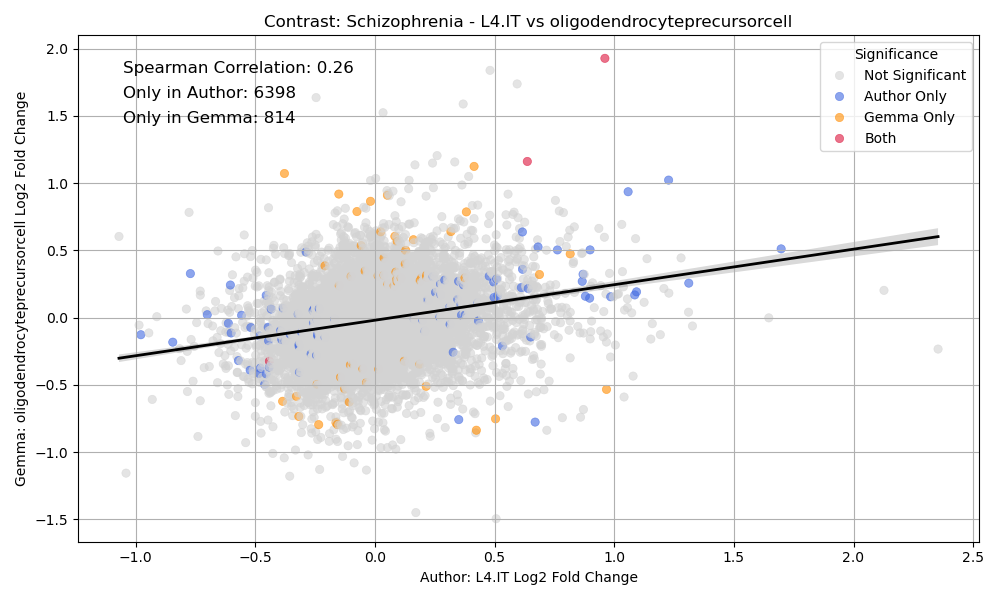 Contrast: Schizophrenia - L4.IT vs oligodendrocyteprecursorcell
Spearman Correlation: 0.26
Only in Author: 6398
Only in Gemma: 814
Significance
Not Significant
Author Only
Gemma Only
Both
Gemma: oligodendrocyteprecursorcell Log2 Fold Change
2.0
1.5
1.0
0.5
0.0
−0.5
−1.0
−1.5
−1.0 −0.5 0.0 0.5 1.0 1.5 2.0 2.5
Author: L4.IT Log2 Fold Change